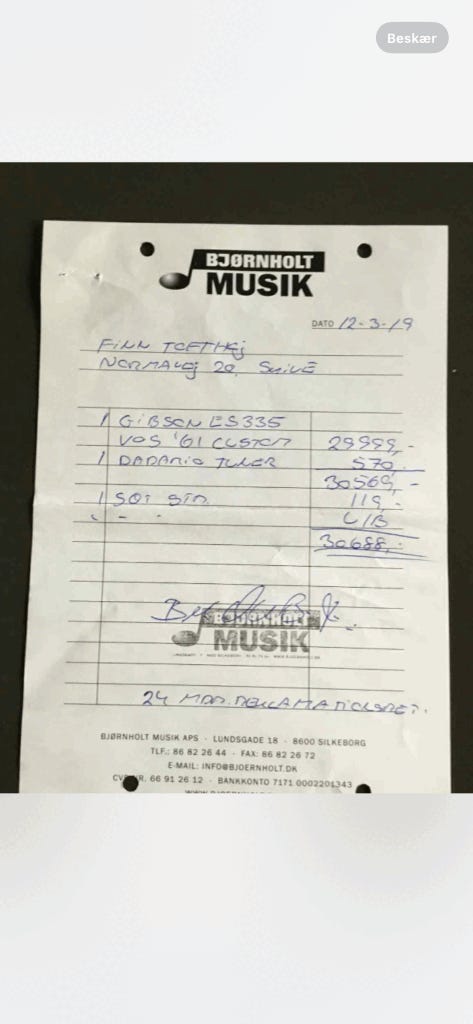 Beskær
BJØRNHOLT
MUSIK
DATO 12-3-19
FINN TOFTHØJ
NORMAVEJ 20, SKIVE
1 GIBSON ES335
VOS '61 CUSTOM 29999,-
1 DADARIO TUNER 570,-
30569,-
1 SQT STR. 119,-
" - " U/B
30688,-
BJØRNHOLT
MUSIK
24 MDR. REKLAMATIONSRET.
BJØRNHOLT MUSIK APS · LUNDSGADE 18 · 8600 SILKEBORG
TLF.: 86 82 26 44 · FAX: 86 82 26 72
E-MAIL: INFO@BJOERNHOLT.DK
CVR NR. 66 91 26 12 · BANKKONTO 7171 0002201343